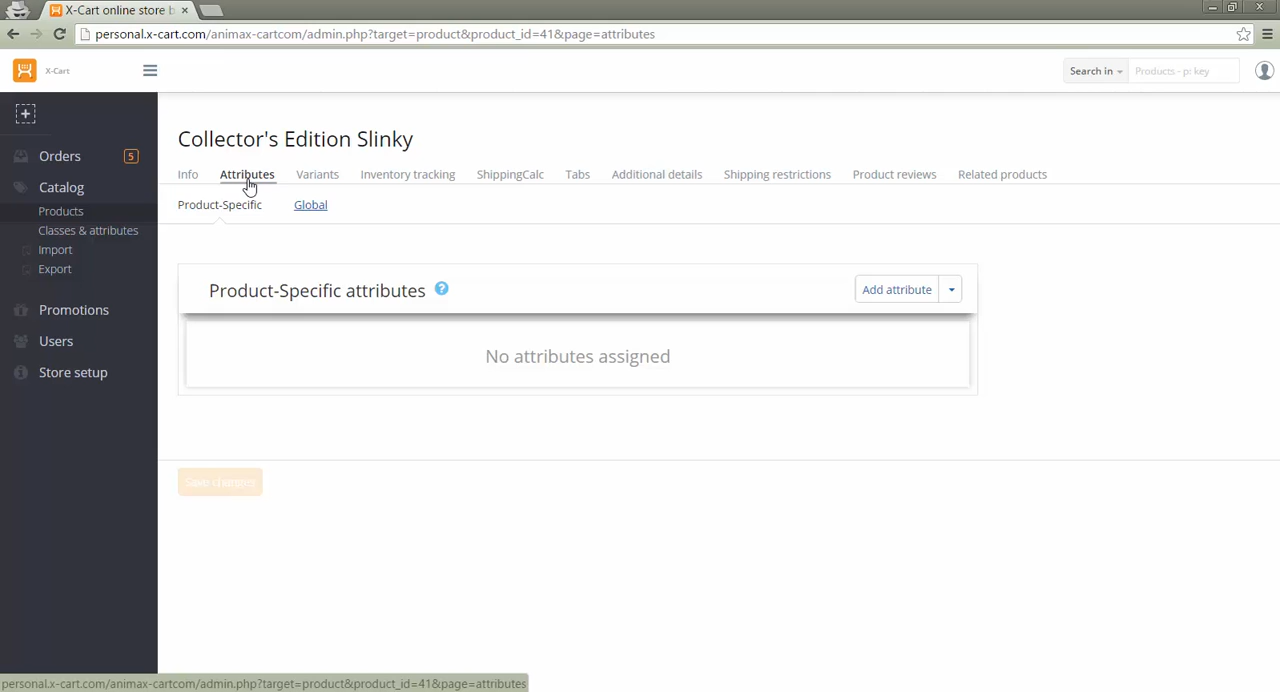 X-Cart online store b
personal.x-cart.com/animax-cartcom/admin.php?target=product&product_id=41&page=attributes
X-Cart
Search in
Products - p: key
Orders
5
Catalog
Products
Classes & attributes
Import
Export
Promotions
Users
Store setup
Collector's Edition Slinky
Info Attributes Variants Inventory tracking ShippingCalc Tabs Additional details Shipping restrictions Product reviews Related products
Product-Specific Global
Product-Specific attributes ?
Add attribute
No attributes assigned
Save changes
personal.x-cart.com/animax-cartcom/admin.php?target=product&product_id=41&page=attributes